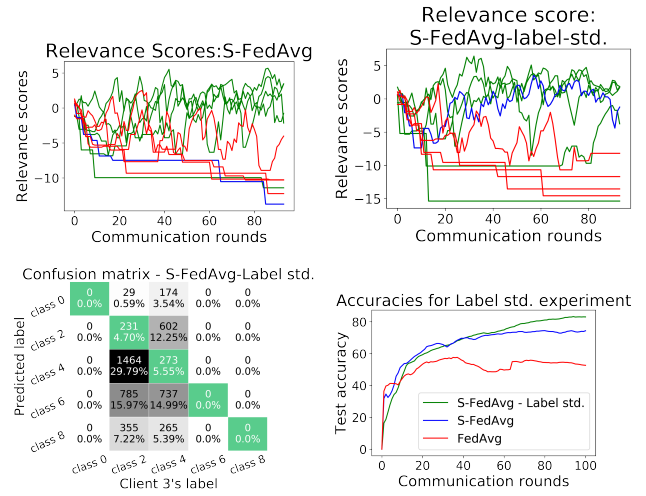 Relevance Scores:S-FedAvg
Relevance scores
5
0
−5
−10
0
20
40
60
80
Communication rounds
Relevance score:
S-FedAvg-label-std.
Relevance scores
5
0
−5
−10
−15
0
20
40
60
80
Communication rounds
Confusion matrix - S-FedAvg-Label std.
Predicted label
class 0
0 29 174 0 0
0.0% 0.59% 3.54% 0.0% 0.0%
class 2
0 231 602 0 0
0.0% 4.70% 12.25% 0.0% 0.0%
class 4
0 1464 273 0 0
0.0% 29.79% 5.55% 0.0% 0.0%
class 6
0 785 737 0 0
0.0% 15.97% 14.99% 0.0% 0.0%
class 8
0 355 265 0 0
0.0% 7.22% 5.39% 0.0% 0.0%
class 0 class 2 class 4 class 6 class 8
Client 3's label
Accuracies for Label std. experiment
Test accuracy
80
60
40
20
0
S-FedAvg - Label std.
S-FedAvg
FedAvg
0 20 40 60 80 100
Communication rounds